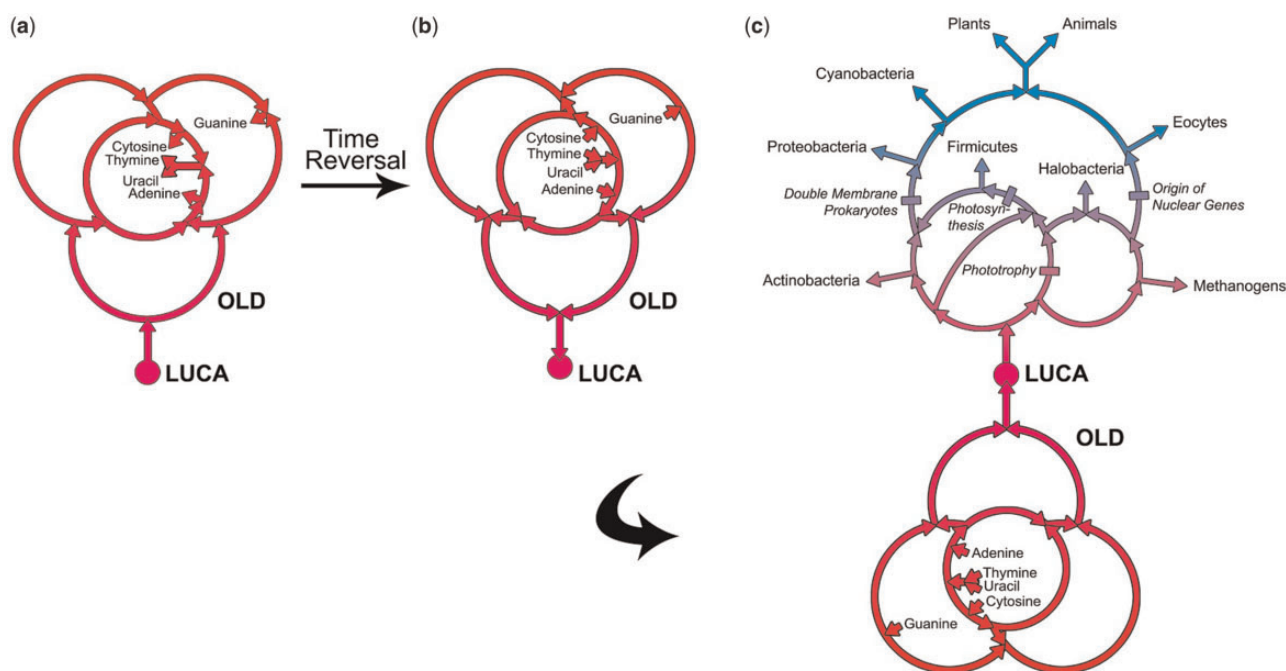 (a)
Guanine
Cytosine
Thymine
Uracil
Adenine
OLD
LUCA
Time
Reversal
(b)
Guanine
Cytosine
Thymine
Uracil
Adenine
OLD
LUCA
(c)
Plants
Animals
Cyanobacteria
Eocytes
Proteobacteria
Firmicutes
Halobacteria
Double Membrane
Prokaryotes
Photosyn-
thesis
Origin of
Nuclear Genes
Actinobacteria
Phototrophy
Methanogens
LUCA
OLD
Adenine
Thymine
Uracil
Cytosine
Guanine